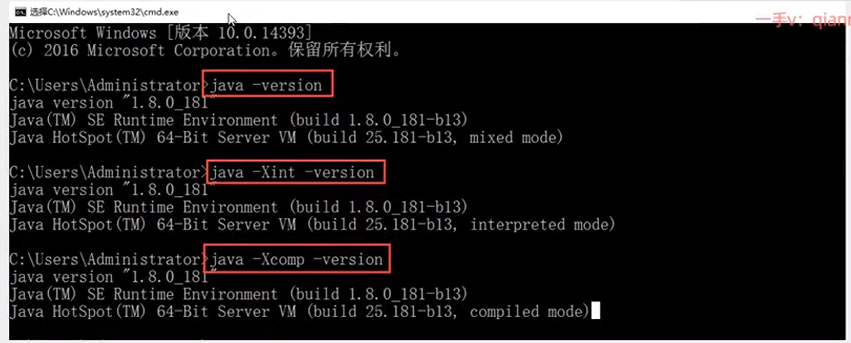 选择C:\Windows\system32\cmd.exe
一手v：qian
Microsoft Windows [版本 10.0.14393]
(c) 2016 Microsoft Corporation。保留所有权利。
C:\Users\Administrator>java -version
java version "1.8.0_181"
Java(TM) SE Runtime Environment (build 1.8.0_181-b13)
Java HotSpot(TM) 64-Bit Server VM (build 25.181-b13, mixed mode)
C:\Users\Administrator>java -Xint -version
java version "1.8.0_181"
Java(TM) SE Runtime Environment (build 1.8.0_181-b13)
Java HotSpot(TM) 64-Bit Server VM (build 25.181-b13, interpreted mode)
C:\Users\Administrator>java -Xcomp -version
java version "1.8.0_181"
Java(TM) SE Runtime Environment (build 1.8.0_181-b13)
Java HotSpot(TM) 64-Bit Server VM (build 25.181-b13, compiled mode)